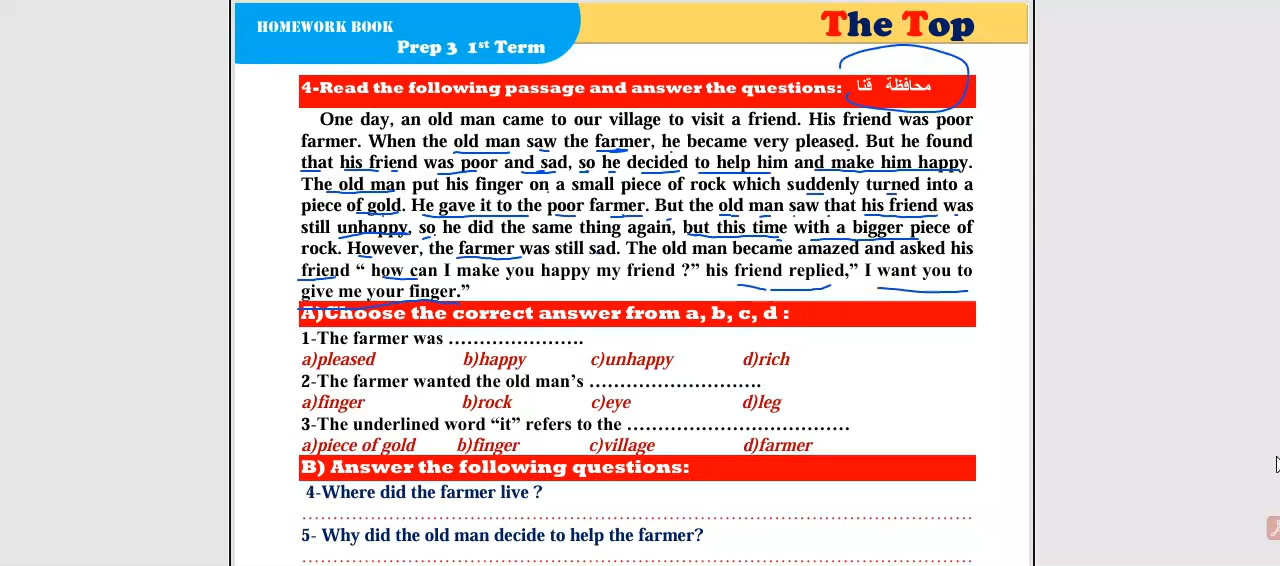 HOMEWORK BOOK
The Top
Prep 3 1st Term
4-Read the following passage and answer the questions: محافظة قنا
One day, an old man came to our village to visit a friend. His friend was poor
farmer. When the old man saw the farmer, he became very pleased. But he found
that his friend was poor and sad, so he decided to help him and make him happy.
The old man put his finger on a small piece of rock which suddenly turned into a
piece of gold. He gave it to the poor farmer. But the old man saw that his friend was
still unhappy, so he did the same thing again, but this time with a bigger piece of
rock. However, the farmer was still sad. The old man became amazed and asked his
friend “ how can I make you happy my friend ?” his friend replied,” I want you to
give me your finger.”
A)Choose the correct answer from a, b, c, d :
1-The farmer was ………………….
a)pleased b)happy c)unhappy d)rich
2-The farmer wanted the old man’s ……………………….
a)finger b)rock c)eye d)leg
3-The underlined word “it” refers to the ………………………………
a)piece of gold b)finger c)village d)farmer
B) Answer the following questions:
4-Where did the farmer live ?
5- Why did the old man decide to help the farmer?